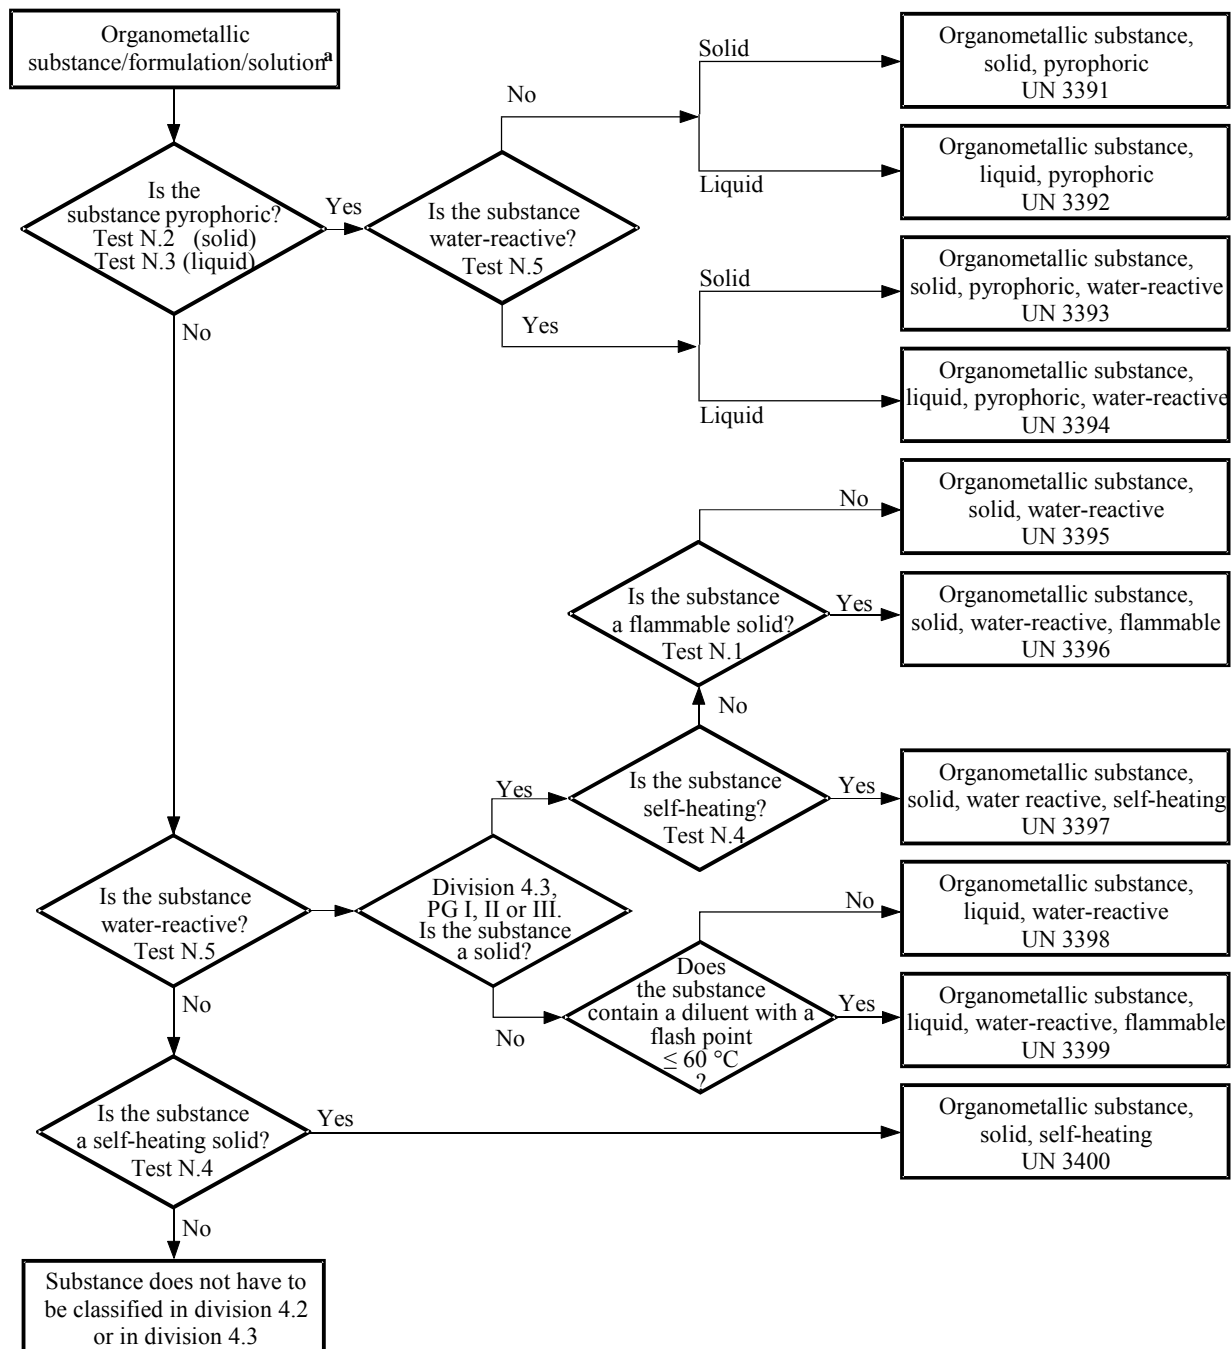 Organometallic
substance/formulation/solutionᵃ
Is the
substance pyrophoric?
Test N.2 (solid)
Test N.3 (liquid)
Yes
No
Is the substance
water-reactive?
Test N.5
No
Solid
Organometallic substance,
solid, pyrophoric
UN 3391
Liquid
Organometallic substance,
liquid, pyrophoric
UN 3392
Yes
Solid
Organometallic substance,
solid, pyrophoric, water-reactive
UN 3393
Liquid
Organometallic substance,
liquid, pyrophoric, water-reactive
UN 3394
No
Organometallic substance,
solid, water-reactive
UN 3395
Is the substance
a flammable solid?
Test N.1
Yes
Organometallic substance,
solid, water-reactive, flammable
UN 3396
No
Is the substance
self-heating?
Test N.4
Yes
Yes
Organometallic substance,
solid, water reactive, self-heating
UN 3397
Is the substance
water-reactive?
Test N.5
Division 4.3,
PG I, II or III.
Is the substance
a solid?
No
Organometallic substance,
liquid, water-reactive
UN 3398
No
No
Does
the substance
contain a diluent with a
flash point
≤ 60 °C
?
Yes
Organometallic substance,
liquid, water-reactive, flammable
UN 3399
Is the substance
a self-heating solid?
Test N.4
Yes
Organometallic substance,
solid, self-heating
UN 3400
No
Substance does not have to
be classified in division 4.2
or in division 4.3